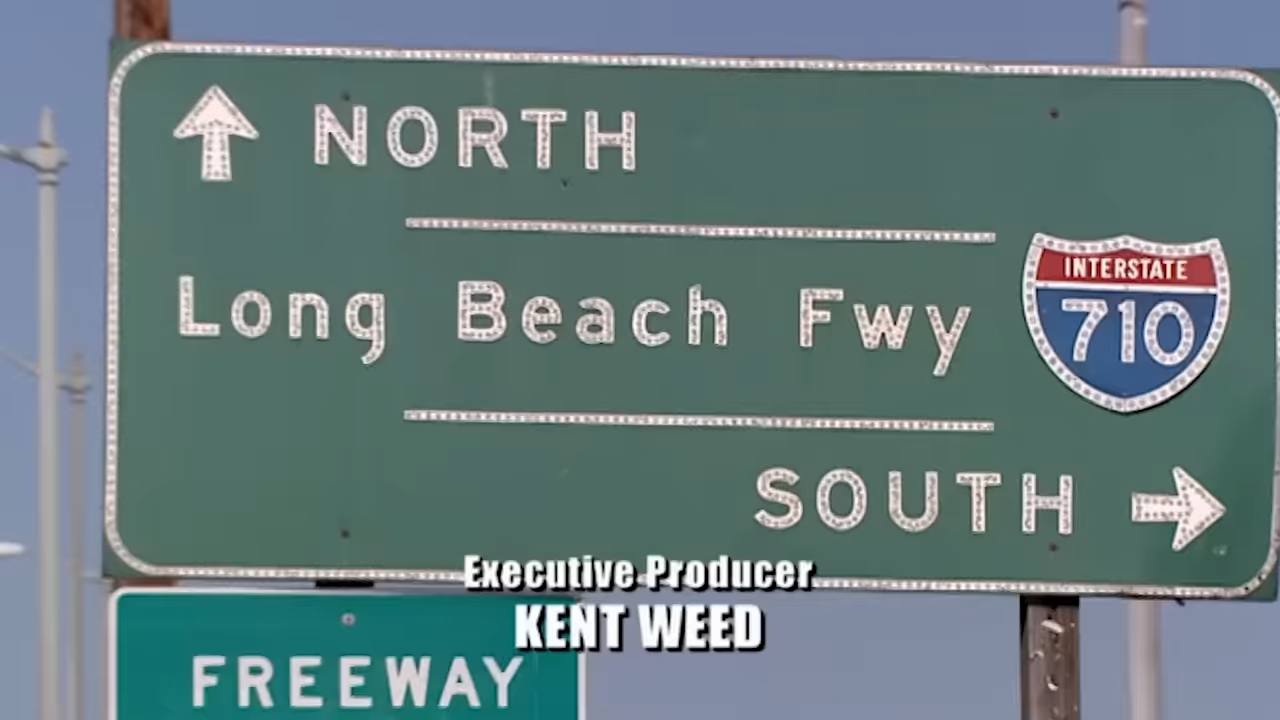 NORTH
Long Beach Fwy
INTERSTATE
710
SOUTH
Executive Producer
KENT WEED
FREEWAY